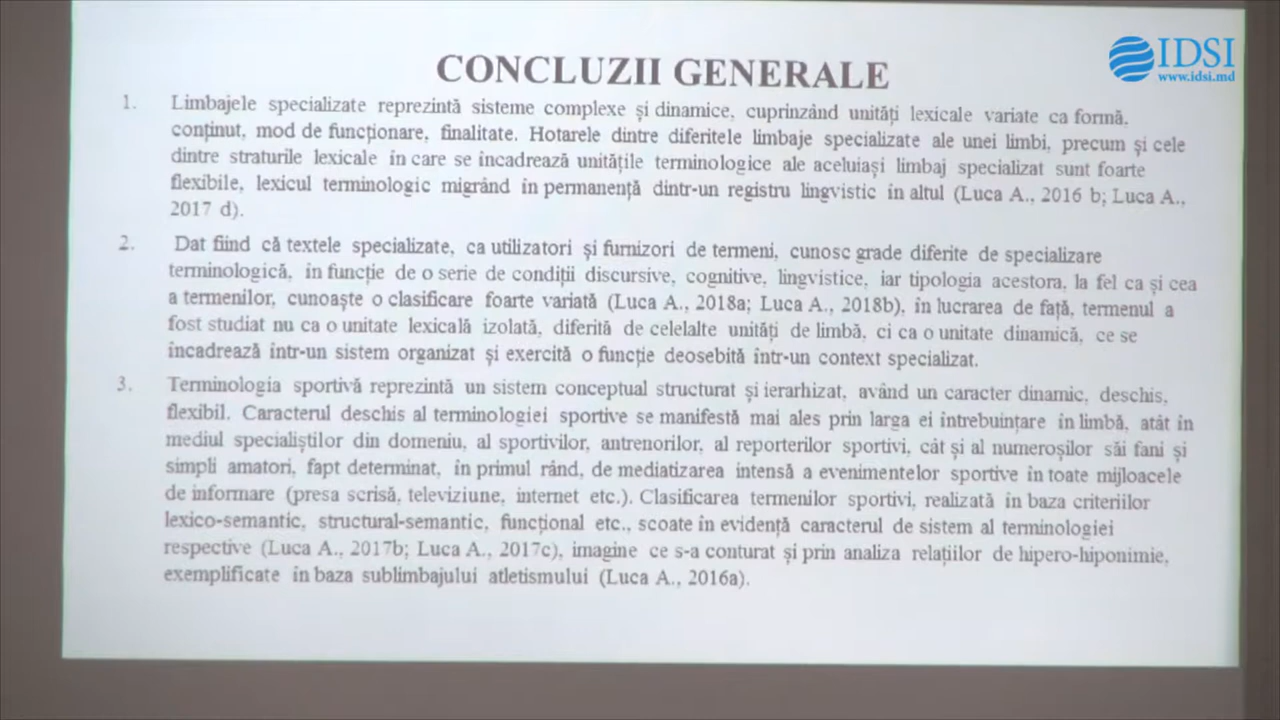 IDSI
www.idsi.md
CONCLUZII GENERALE
1. Limbajele specializate reprezintă sisteme complexe și dinamice, cuprinzând unități lexicale variate ca formă,
conținut, mod de funcționare, finalitate. Hotarele dintre diferitele limbaje specializate ale unei limbi, precum și cele
dintre straturile lexicale în care se încadrează unitățile terminologice ale aceluiași limbaj specializat sunt foarte
flexibile, lexicul terminologic migrând în permanență dintr-un registru lingvistic în altul (Luca A., 2016 b; Luca A.,
2017 d).
2. Dat fiind că textele specializate, ca utilizatori și furnizori de termeni, cunosc grade diferite de specializare
terminologică, în funcție de o serie de condiții discursive, cognitive, lingvistice, iar tipologia acestora, la fel ca și cea
a termenilor, cunoaște o clasificare foarte variată (Luca A., 2018a; Luca A., 2018b), în lucrarea de față, termenul a
fost studiat nu ca o unitate lexicală izolată, diferită de celelalte unități de limbă, ci ca o unitate dinamică, ce se
încadrează într-un sistem organizat și exercită o funcție deosebită într-un context specializat.
3. Terminologia sportivă reprezintă un sistem conceptual structurat și ierarhizat, având un caracter dinamic, deschis,
flexibil. Caracterul deschis al terminologiei sportive se manifestă mai ales prin larga ei întrebuințare în limbă, atât în
mediul specialiștilor din domeniu, al sportivilor, antrenorilor, al reporterilor sportivi, cât și al numeroșilor săi fani și
simpli amatori, fapt determinat, în primul rând, de mediatizarea intensă a evenimentelor sportive în toate mijloacele
de informare (presa scrisă, televiziune, internet etc.). Clasificarea termenilor sportivi, realizată în baza criteriilor
lexico-semantic, structural-semantic, funcțional etc., scoate în evidență caracterul de sistem al terminologiei
respective (Luca A., 2017b; Luca A., 2017c), imagine ce s-a conturat și prin analiza relațiilor de hipero-hiponimie,
exemplificate în baza sublimbajului atletismului (Luca A., 2016a).